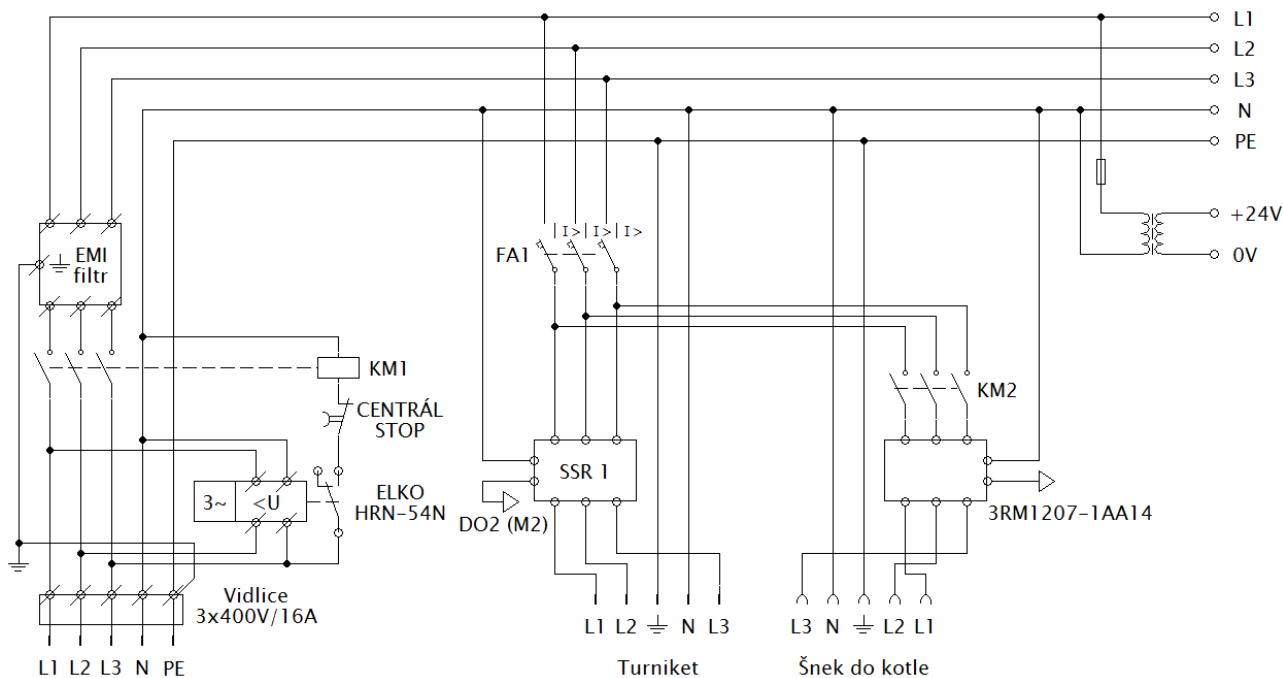 L1
L2
L3
N
PE
+24V
0V
EMI
filtr
FA1
I> I> I>
KM1
CENTRÁL
STOP
KM2
SSR 1
3~ <U
ELKO
HRN-54N
DO2 (M2)
3RM1207-1AA14
Vidlice
3x400V/16A
L1 L2 L3 N PE
L1 L2 N L3
L3 N L2 L1
Turniket
Šnek do kotle